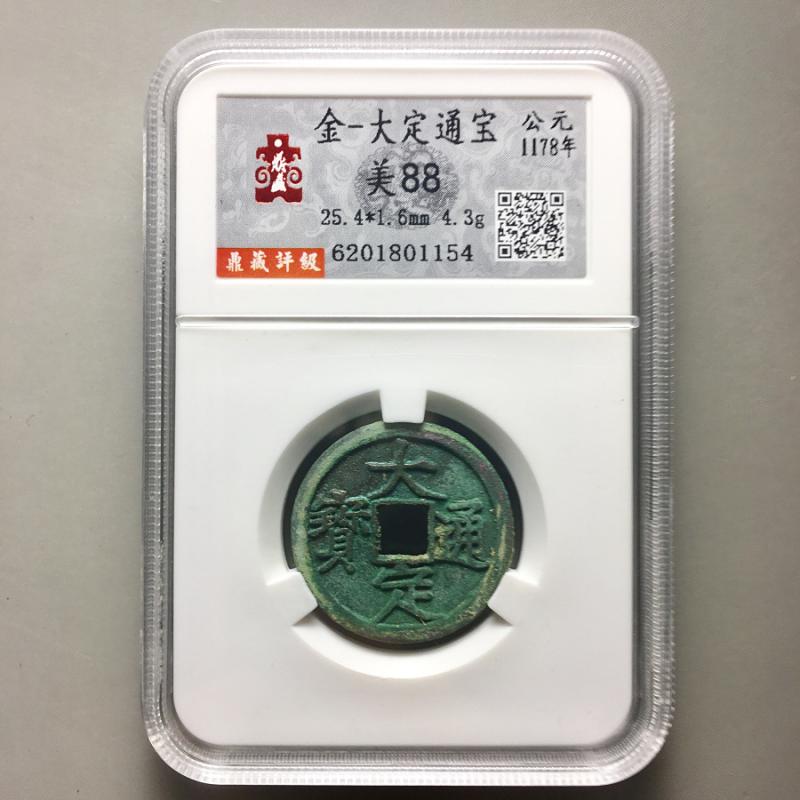 金-大定通宝
公元
1178年
美88
25.4*1.6mm 4.3g
鼎藏評級
6201801154
大定通寶